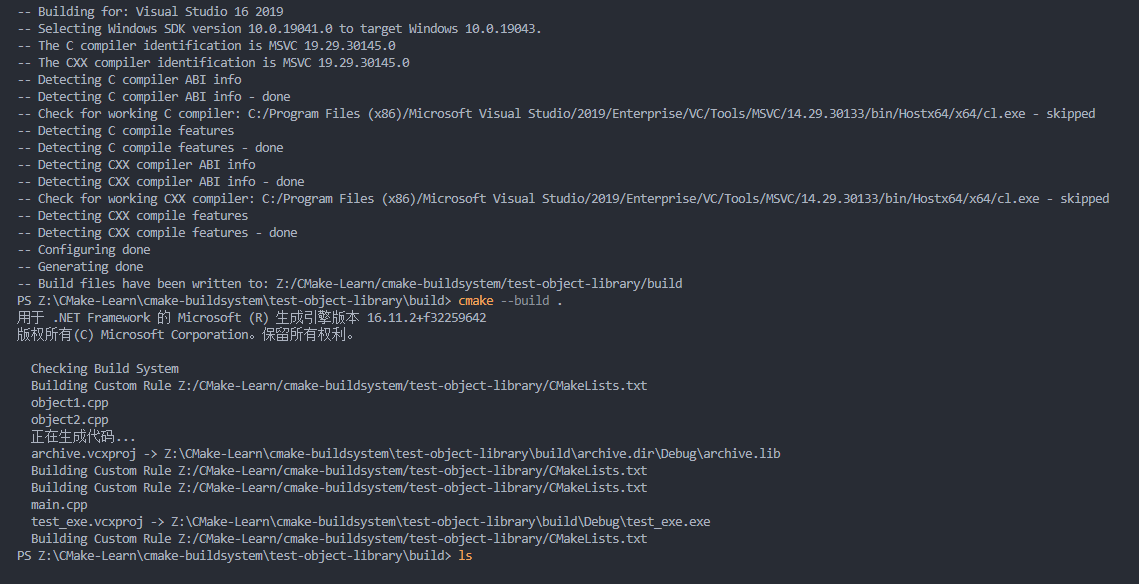 -- Building for: Visual Studio 16 2019
-- Selecting Windows SDK version 10.0.19041.0 to target Windows 10.0.19043.
-- The C compiler identification is MSVC 19.29.30145.0
-- The CXX compiler identification is MSVC 19.29.30145.0
-- Detecting C compiler ABI info
-- Detecting C compiler ABI info - done
-- Check for working C compiler: C:/Program Files (x86)/Microsoft Visual Studio/2019/Enterprise/VC/Tools/MSVC/14.29.30133/bin/Hostx64/x64/cl.exe - skipped
-- Detecting C compile features
-- Detecting C compile features - done
-- Detecting CXX compiler ABI info
-- Detecting CXX compiler ABI info - done
-- Check for working CXX compiler: C:/Program Files (x86)/Microsoft Visual Studio/2019/Enterprise/VC/Tools/MSVC/14.29.30133/bin/Hostx64/x64/cl.exe - skipped
-- Detecting CXX compile features
-- Detecting CXX compile features - done
-- Configuring done
-- Generating done
-- Build files have been written to: Z:/CMake-Learn/cmake-buildsystem/test-object-library/build
PS Z:\CMake-Learn\cmake-buildsystem\test-object-library\build> cmake --build .
用于 .NET Framework 的 Microsoft (R) 生成引擎版本 16.11.2+f32259642
版权所有(C) Microsoft Corporation。保留所有权利。
Checking Build System
Building Custom Rule Z:/CMake-Learn/cmake-buildsystem/test-object-library/CMakeLists.txt
object1.cpp
object2.cpp
正在生成代码...
archive.vcxproj -> Z:\CMake-Learn\cmake-buildsystem\test-object-library\build\archive.dir\Debug\archive.lib
Building Custom Rule Z:/CMake-Learn/cmake-buildsystem/test-object-library/CMakeLists.txt
Building Custom Rule Z:/CMake-Learn/cmake-buildsystem/test-object-library/CMakeLists.txt
main.cpp
test_exe.vcxproj -> Z:\CMake-Learn\cmake-buildsystem\test-object-library\build\Debug\test_exe.exe
Building Custom Rule Z:/CMake-Learn/cmake-buildsystem/test-object-library/CMakeLists.txt
PS Z:\CMake-Learn\cmake-buildsystem\test-object-library\build> ls